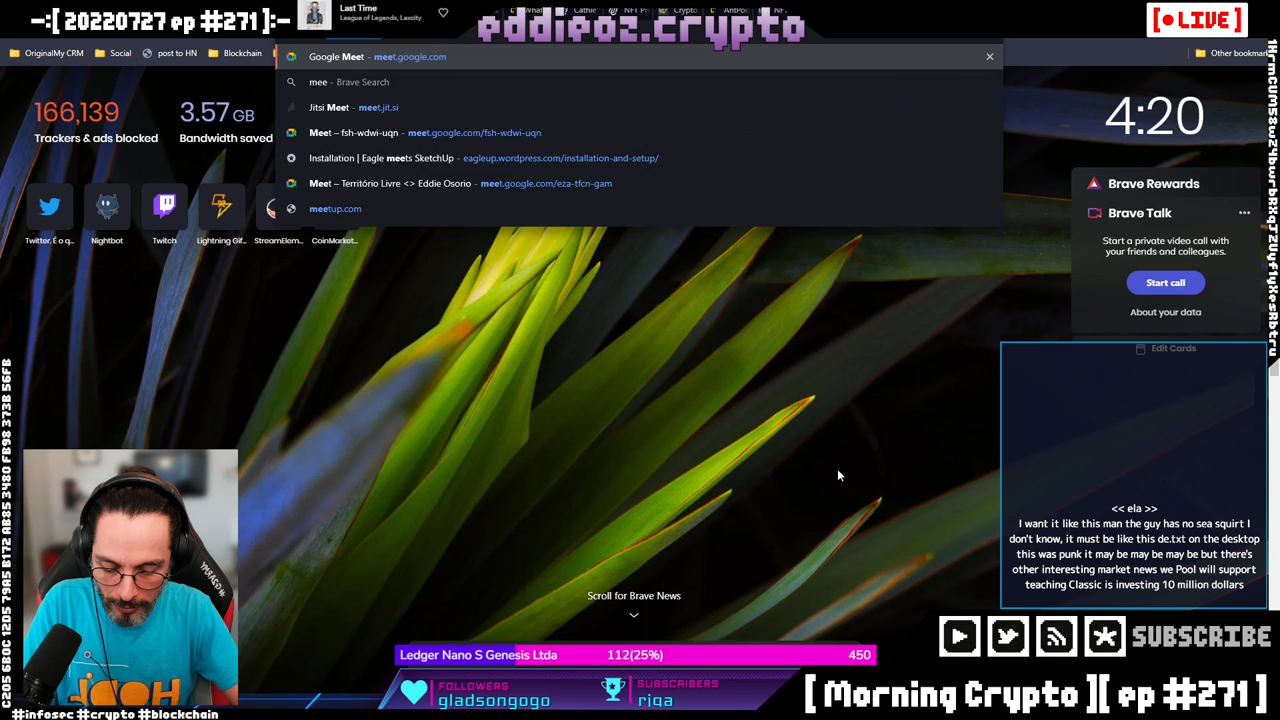 -:[ 20220727 ep #271 ]:-
Last Time
League of Legends, Laxcity
eddieoz.crypto
[ ● LIVE ]
OriginalMy CRM
Social
post to HN
Blockchain
Other bookmar
Google Meet - meet.google.com
mee - Brave Search
Jitsi Meet - meet.jit.si
Meet – fsh-wdwi-uqn - meet.google.com/fsh-wdwi-uqn
Installation | Eagle meets SketchUp - eagleup.wordpress.com/installation-and-setup/
Meet – Território Livre <> Eddie Osorio - meet.google.com/eza-tfcn-gam
meetup.com
166,139
Trackers & ads blocked
3.57 GB
Bandwidth saved
4:20
Twitter. É o q...
Nightbot
Twitch
Lightning Gif...
StreamElem...
CoinMarket...
Brave Rewards
Brave Talk
Start a private video call with
your friends and colleagues.
Start call
About your data
Edit Cards
<< ela >>
I want it like this man the guy has no sea squirt I
don't know, it must be like this de.txt on the desktop
this was punk it may be may be may be but there's
other interesting market news we Pool will support
teaching Classic is investing 10 million dollars
Scroll for Brave News
Ledger Nano S Genesis Ltda
112(25%)
450
FOLLOWERS
gladsongogo
SUBSCRIBERS
riga
SUBSCRIBE
[ Morning Crypto ][ ep #271 ]
#infosec #crypto #blockchain